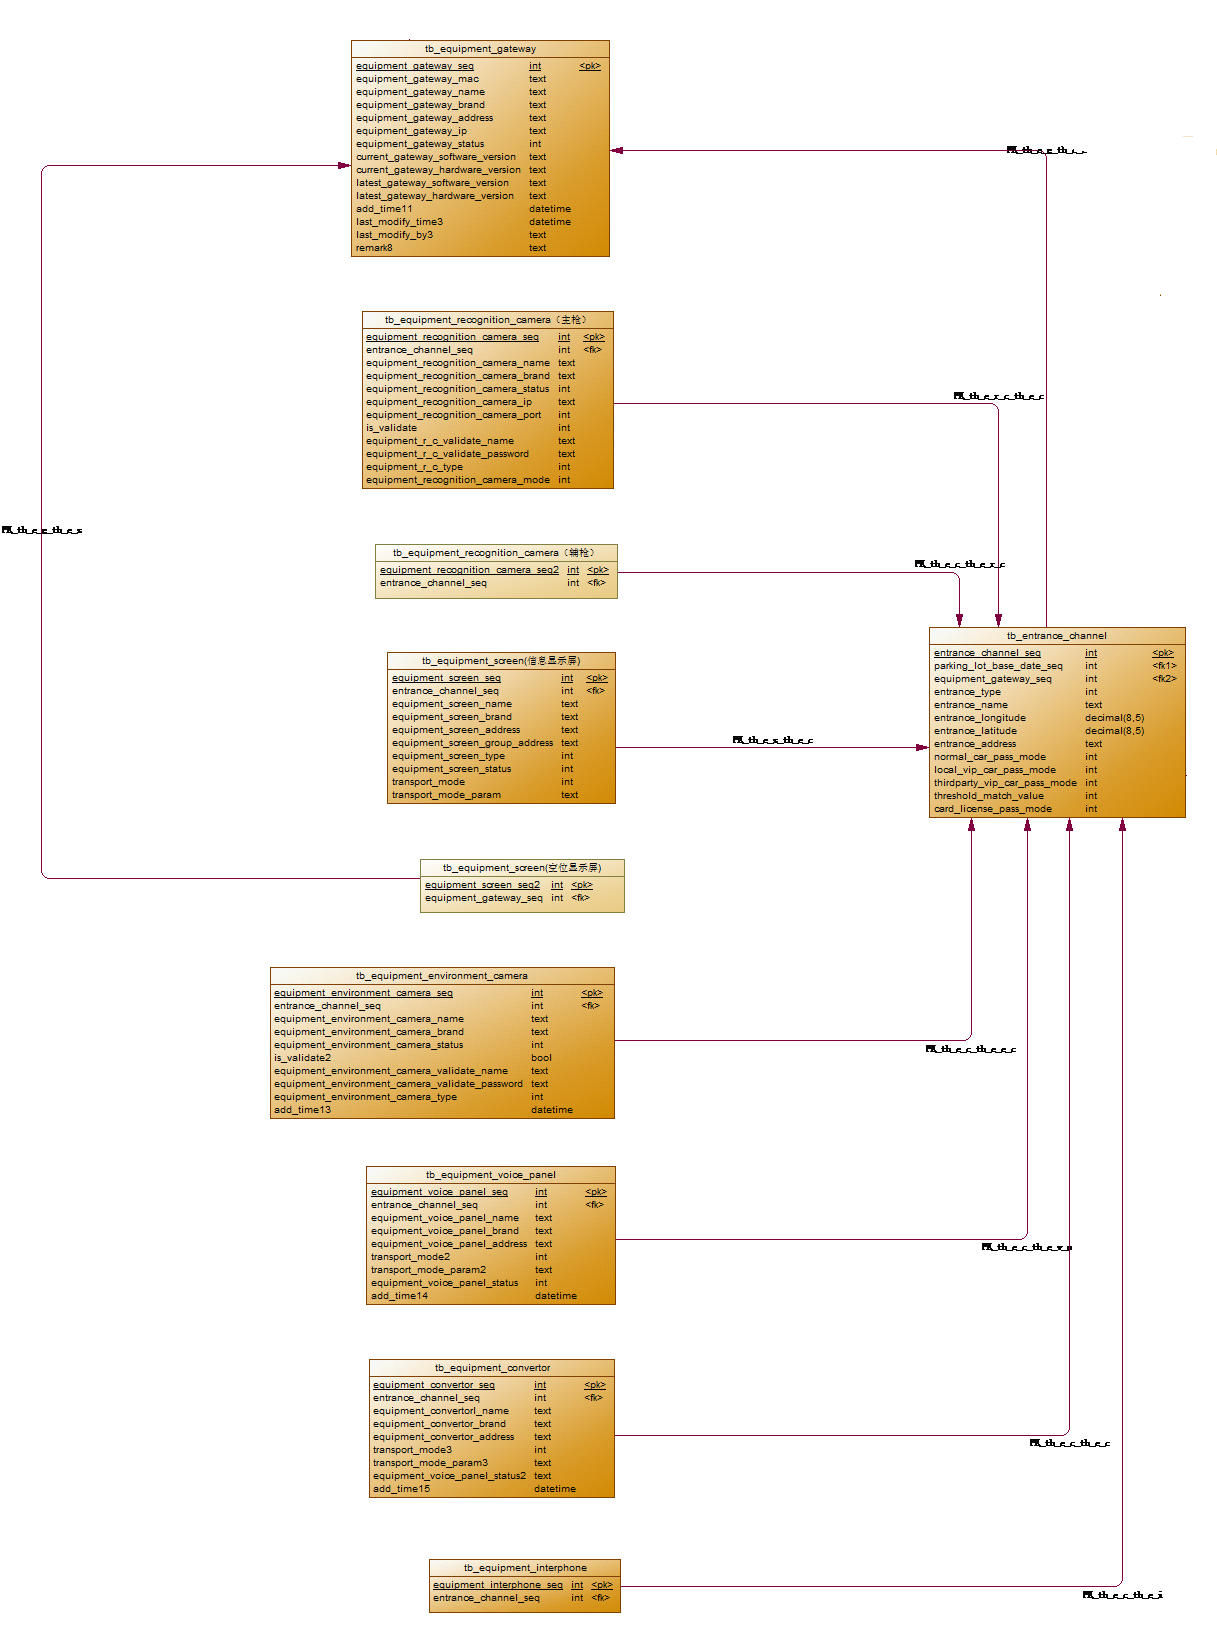 tb_equipment_gateway
equipment_gateway_seq int <pk>
equipment_gateway_mac text
equipment_gateway_name text
equipment_gateway_brand text
equipment_gateway_address text
equipment_gateway_ip text
equipment_gateway_status int
current_gateway_software_version text
current_gateway_hardware_version text
latest_gateway_software_version text
latest_gateway_hardware_version text
add_time11 datetime
last_modify_time3 datetime
last_modify_by3 text
remark8 text
tb_equipment_recognition_camera（主枪）
equipment_recognition_camera_seq int <pk>
entrance_channel_seq int <fk>
equipment_recognition_camera_name text
equipment_recognition_camera_brand text
equipment_recognition_camera_status int
equipment_recognition_camera_ip text
equipment_recognition_camera_port int
is_validate int
equipment_r_c_validate_name text
equipment_r_c_validate_password text
equipment_r_c_type int
equipment_recognition_camera_mode int
tb_equipment_recognition_camera（辅枪）
equipment_recognition_camera_seq2 int <pk>
entrance_channel_seq int <fk>
tb_entrance_channel
entrance_channel_seq int <pk>
parking_lot_base_date_seq int <fk1>
equipment_gateway_seq int <fk2>
entrance_type int
entrance_name text
entrance_longitude decimal(8,5)
entrance_latitude decimal(8,5)
entrance_address text
normal_car_pass_mode int
local_vip_car_pass_mode int
thirdparty_vip_car_pass_mode int
threshold_match_value int
card_license_pass_mode int
tb_equipment_screen(信息显示屏)
equipment_screen_seq int <pk>
entrance_channel_seq int <fk>
equipment_screen_name text
equipment_screen_brand text
equipment_screen_address text
equipment_screen_group_address text
equipment_screen_type int
equipment_screen_status int
transport_mode int
transport_mode_param text
tb_equipment_screen(空位显示屏)
equipment_screen_seq2 int <pk>
equipment_gateway_seq int <fk>
tb_equipment_environment_camera
equipment_environment_camera_seq int <pk>
entrance_channel_seq int <fk>
equipment_environment_camera_name text
equipment_environment_camera_brand text
equipment_environment_camera_status int
is_validate2 bool
equipment_environment_camera_validate_name text
equipment_environment_camera_validate_password text
equipment_environment_camera_type int
add_time13 datetime
tb_equipment_voice_panel
equipment_voice_panel_seq int <pk>
entrance_channel_seq int <fk>
equipment_voice_panel_name text
equipment_voice_panel_brand text
equipment_voice_panel_address text
transport_mode2 int
transport_mode_param2 text
equipment_voice_panel_status int
add_time14 datetime
tb_equipment_convertor
equipment_convertor_seq int <pk>
entrance_channel_seq int <fk>
equipment_convertorl_name text
equipment_convertor_brand text
equipment_convertor_address text
transport_mode3 int
transport_mode_param3 text
equipment_voice_panel_status2 text
add_time15 datetime
tb_equipment_interphone
equipment_interphone_seq int <pk>
entrance_channel_seq int <fk>